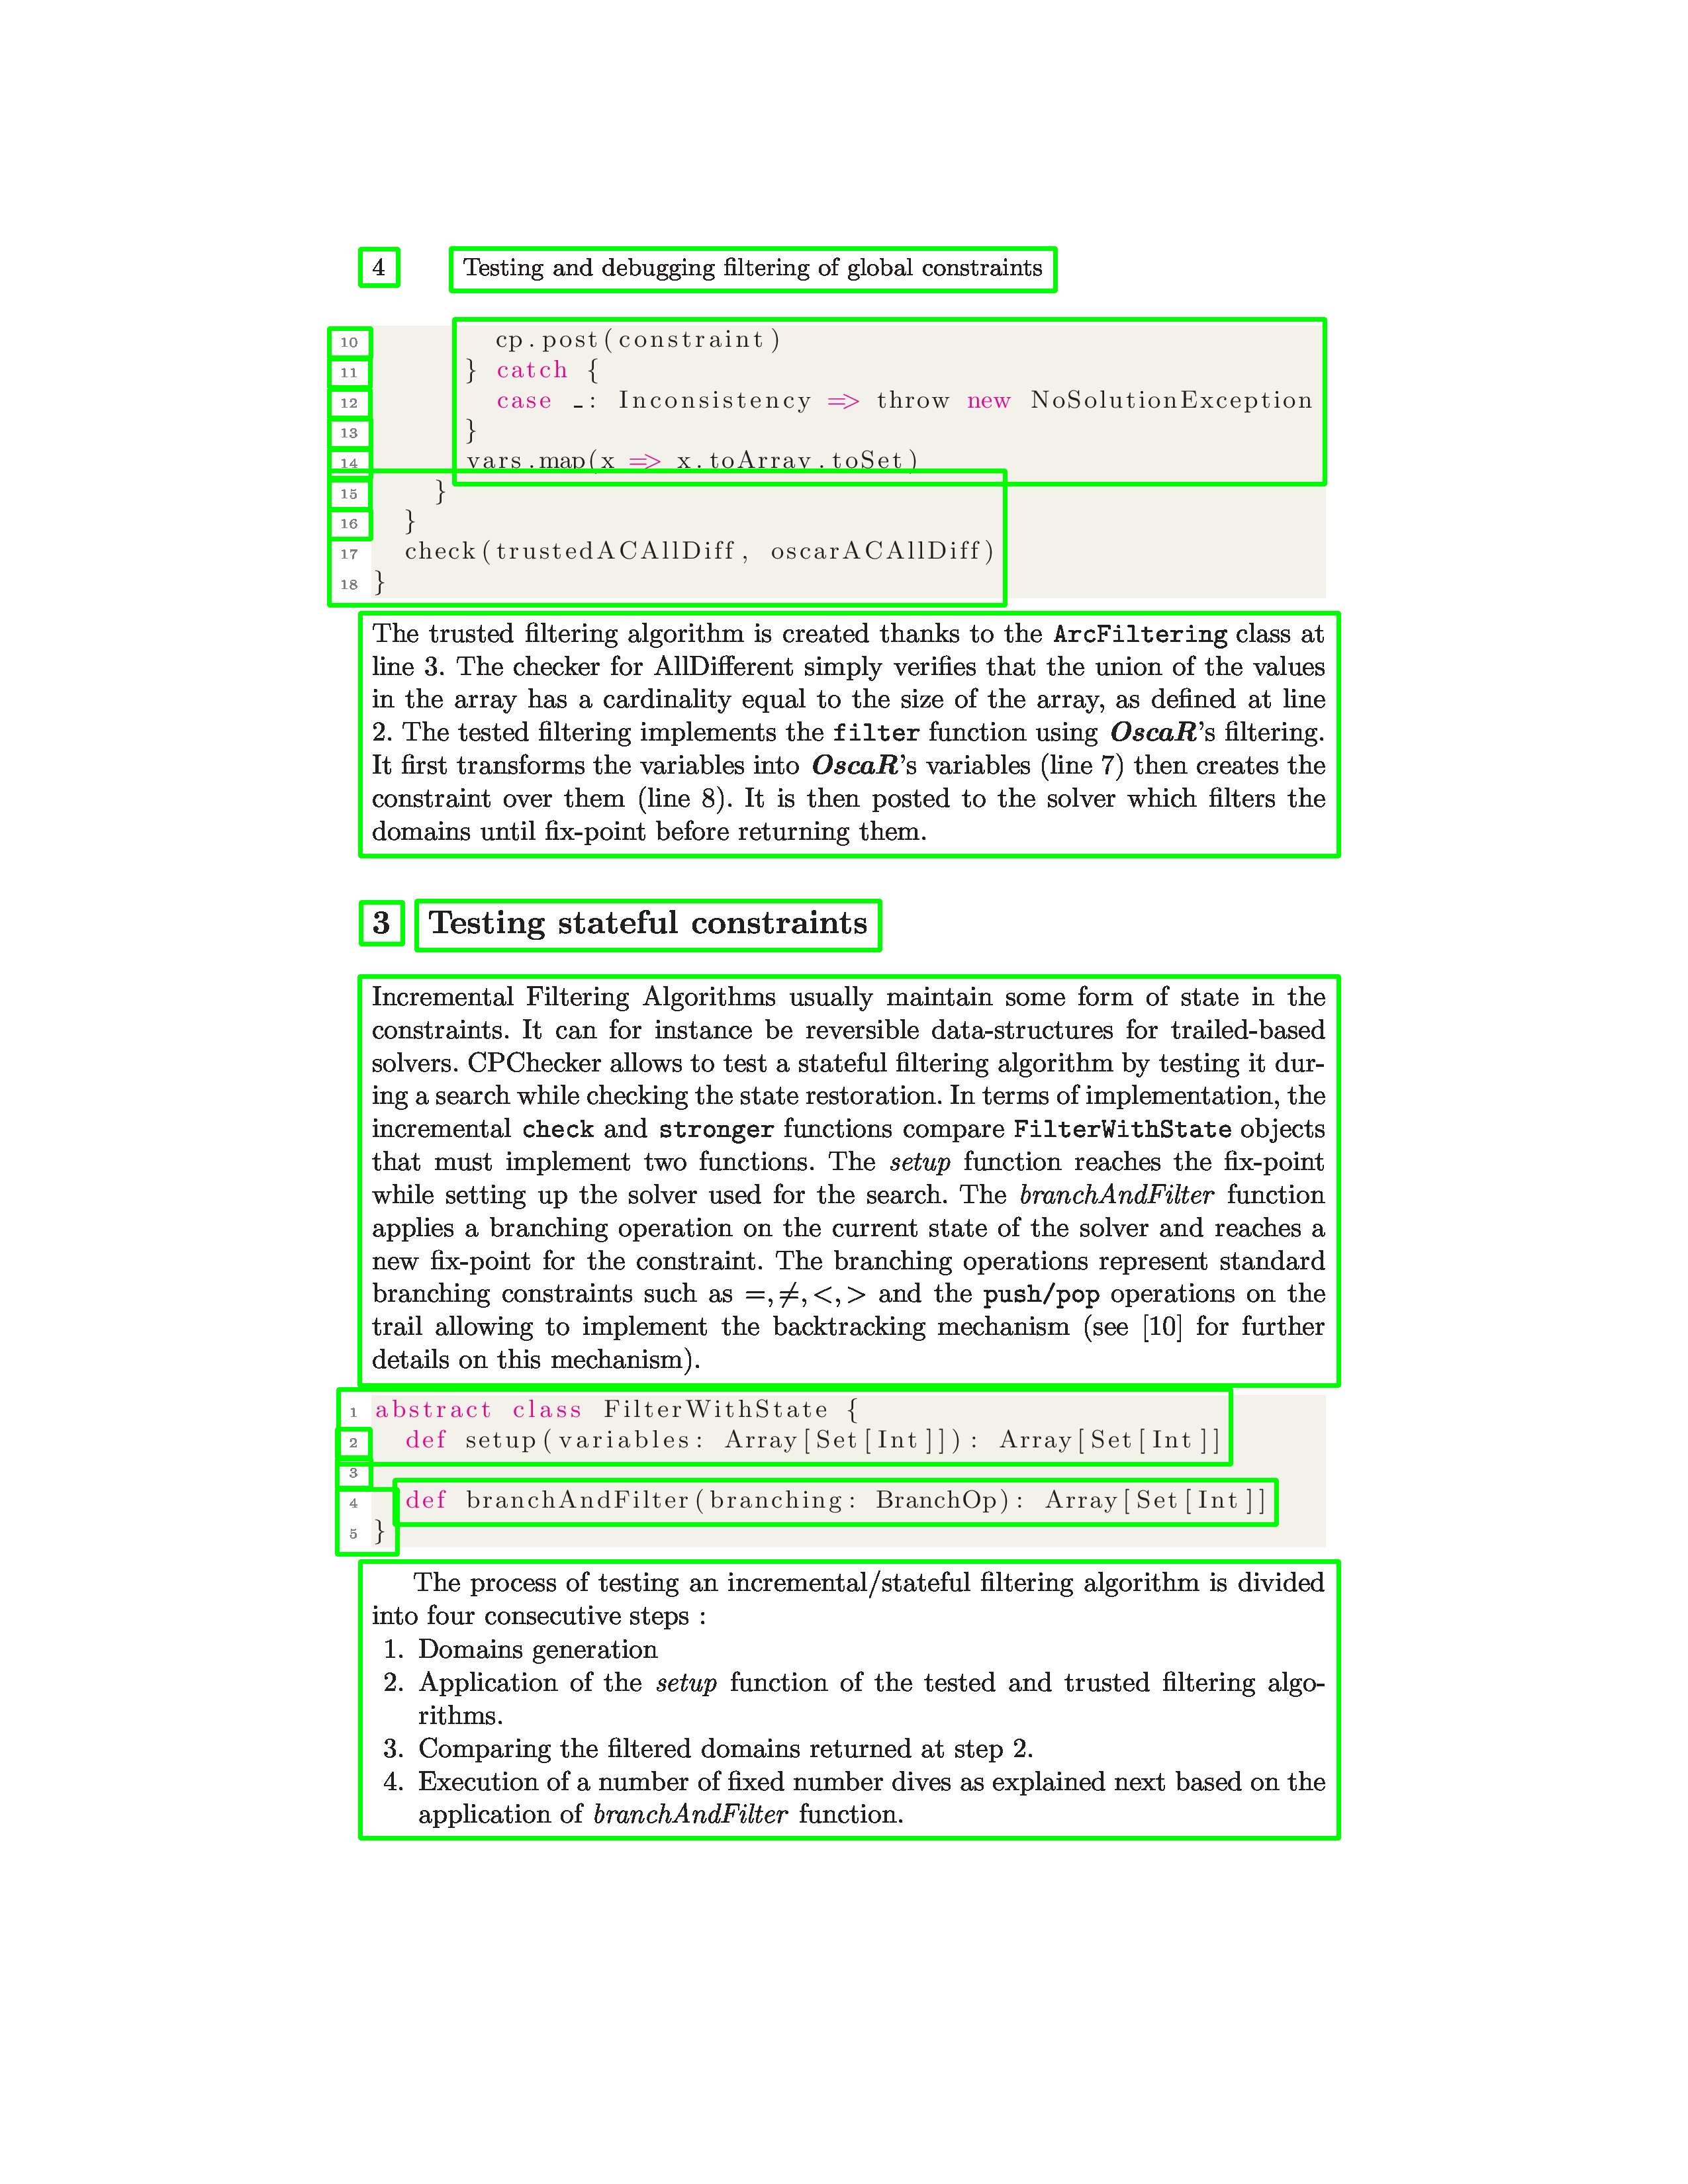 4 Testing and debugging filtering of global constraints
10 cp.post(constraint)
11 } catch {
12 case _: Inconsistency => throw new NoSolutionException
13 }
14 vars.map(x => x.toArray.toSet)
15 }
16 }
17 check(trustedACAllDiff, oscarACAllDiff)
18 }
The trusted filtering algorithm is created thanks to the ArcFiltering class at
line 3. The checker for AllDifferent simply verifies that the union of the values
in the array has a cardinality equal to the size of the array, as defined at line
2. The tested filtering implements the filter function using OscaR's filtering.
It first transforms the variables into OscaR's variables (line 7) then creates the
constraint over them (line 8). It is then posted to the solver which filters the
domains until fix-point before returning them.
3 Testing stateful constraints
Incremental Filtering Algorithms usually maintain some form of state in the
constraints. It can for instance be reversible data-structures for trailed-based
solvers. CPChecker allows to test a stateful filtering algorithm by testing it dur-
ing a search while checking the state restoration. In terms of implementation, the
incremental check and stronger functions compare FilterWithState objects
that must implement two functions. The setup function reaches the fix-point
while setting up the solver used for the search. The branchAndFilter function
applies a branching operation on the current state of the solver and reaches a
new fix-point for the constraint. The branching operations represent standard
branching constraints such as =, ≠, <, > and the push/pop operations on the
trail allowing to implement the backtracking mechanism (see [10] for further
details on this mechanism).
1 abstract class FilterWithState {
2 def setup(variables: Array[Set[Int]]): Array[Set[Int]]
3
4 def branchAndFilter(branching: BranchOp): Array[Set[Int]]
5 }
The process of testing an incremental/stateful filtering algorithm is divided
into four consecutive steps :
1. Domains generation
2. Application of the setup function of the tested and trusted filtering algo-
rithms.
3. Comparing the filtered domains returned at step 2.
4. Execution of a number of fixed number dives as explained next based on the
application of branchAndFilter function.